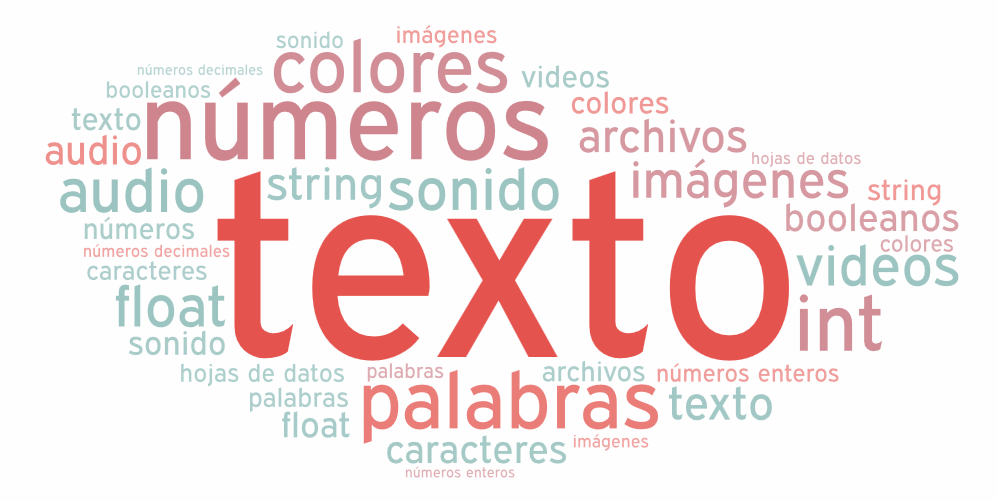 sonido
imágenes
colores
números decimales
videos
booleanos
números
colores
texto
archivos
audio
hojas de datos
texto
string
sonido
imágenes
string
audio
booleanos
números
colores
números decimales
videos
caracteres
float
int
sonido
hojas de datos
palabras
archivos
números enteros
palabras
palabras
texto
float
caracteres
imágenes
números enteros